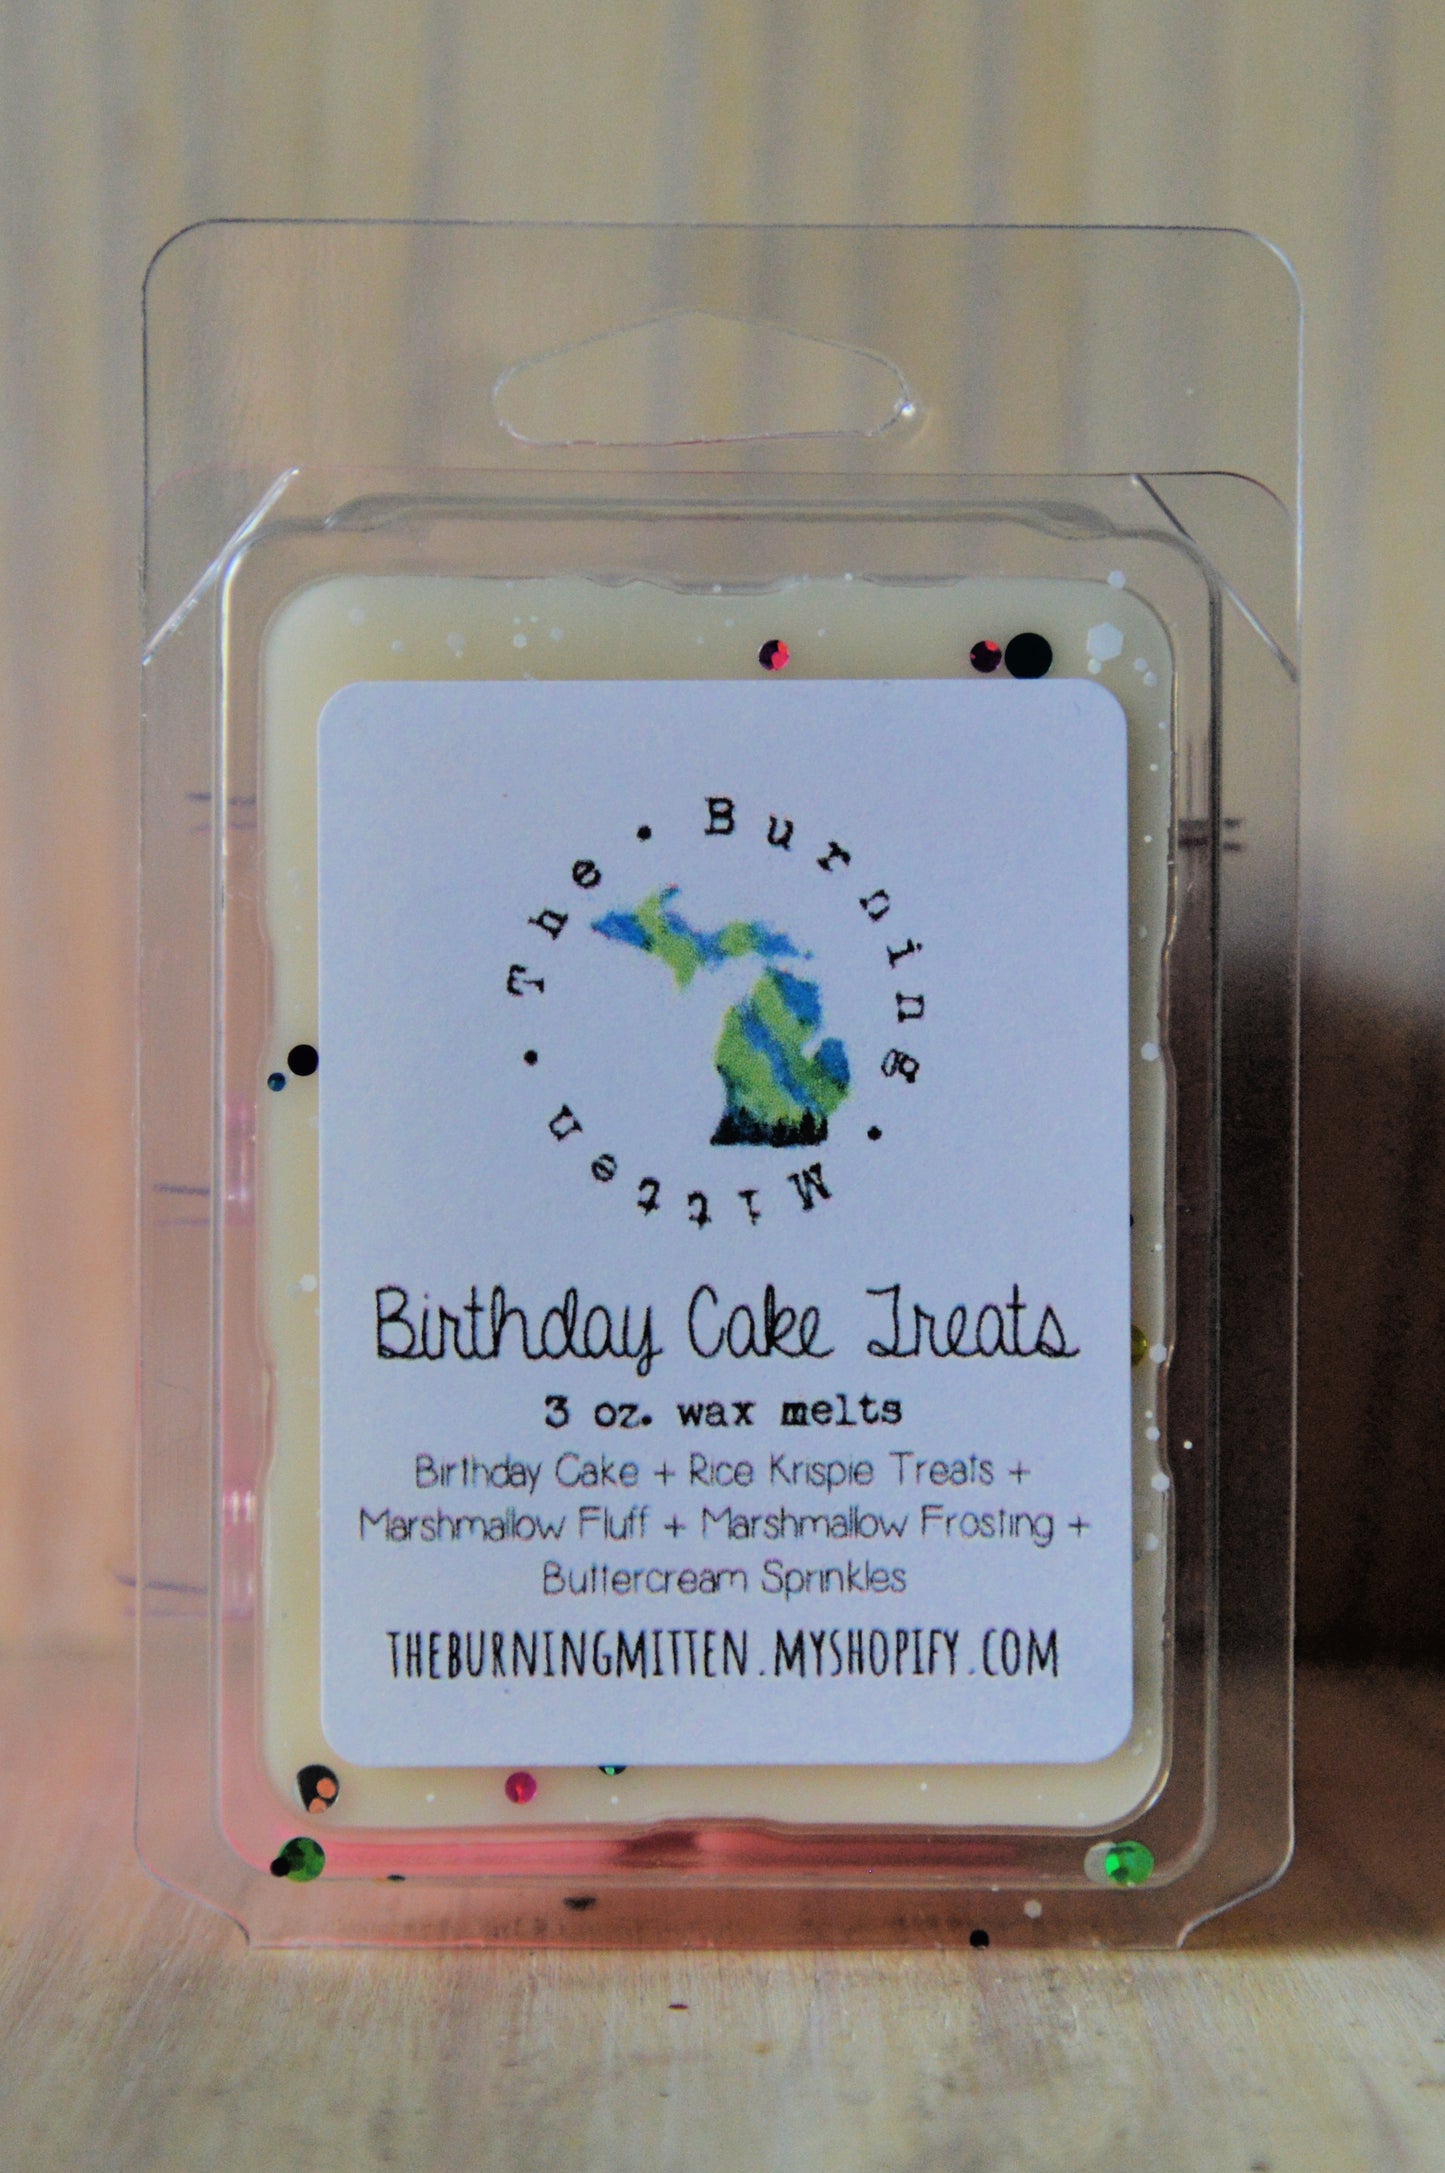 • The • Burning • Mitten
Birthday Cake Treats
3 oz. wax melts
Birthday Cake + Rice Krispie Treats +
Marshmallow Fluff + Marshmallow Frosting +
Buttercream Sprinkles
THEBURNINGMITTEN.MYSHOPIFY.COM